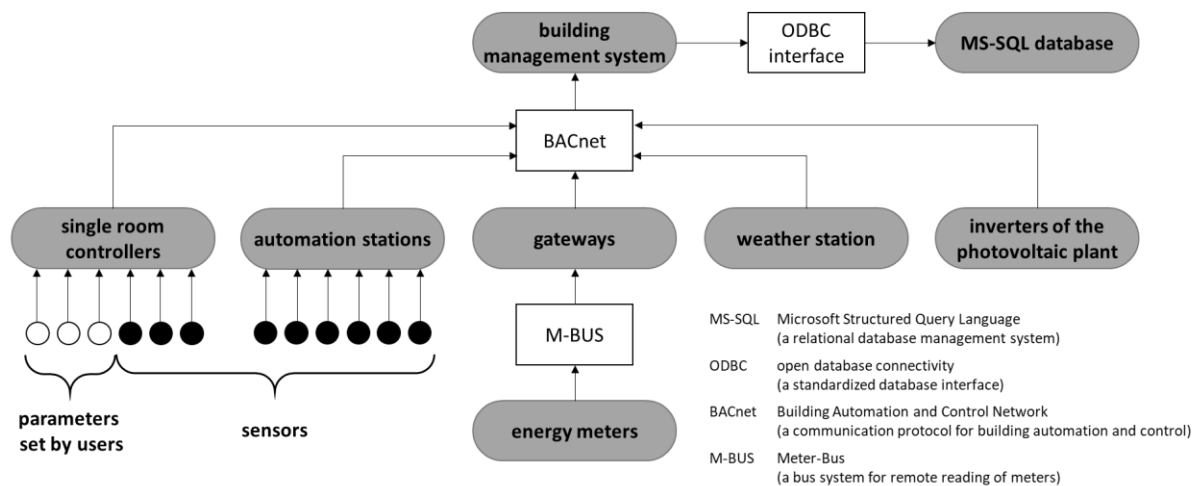 building
management system
ODBC
interface
MS-SQL database
BACnet
single room
controllers
automation stations
gateways
weather station
inverters of the
photovoltaic plant
M-BUS
parameters
set by users
sensors
energy meters
MS-SQL Microsoft Structured Query Language
(a relational database management system)
ODBC open database connectivity
(a standardized database interface)
BACnet Building Automation and Control Network
(a communication protocol for building automation and control)
M-BUS Meter-Bus
(a bus system for remote reading of meters)